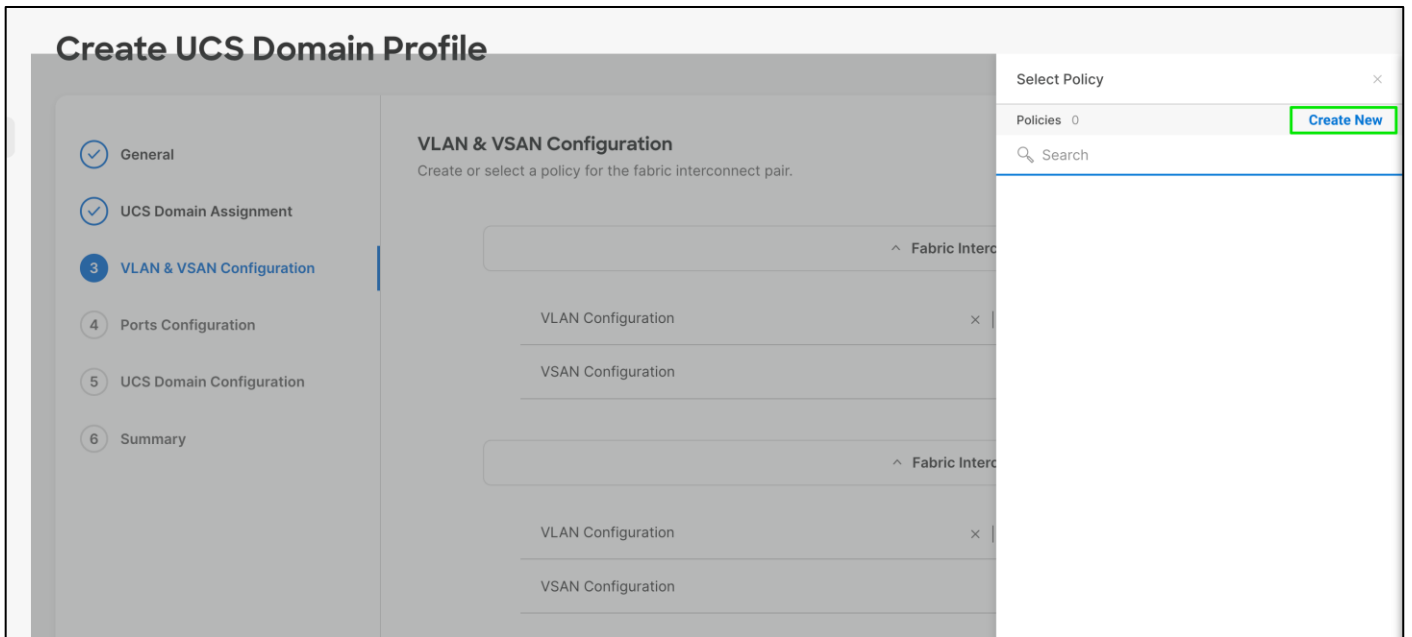 Create UCS Domain Profile
General
UCS Domain Assignment
3 VLAN & VSAN Configuration
4 Ports Configuration
5 UCS Domain Configuration
6 Summary
VLAN & VSAN Configuration
Create or select a policy for the fabric interconnect pair.
Fabric
VLAN Configuration
VSAN Configuration
Fabric
VLAN Configuration
VSAN Configuration
Select Policy
Policies 0
Create New
Search